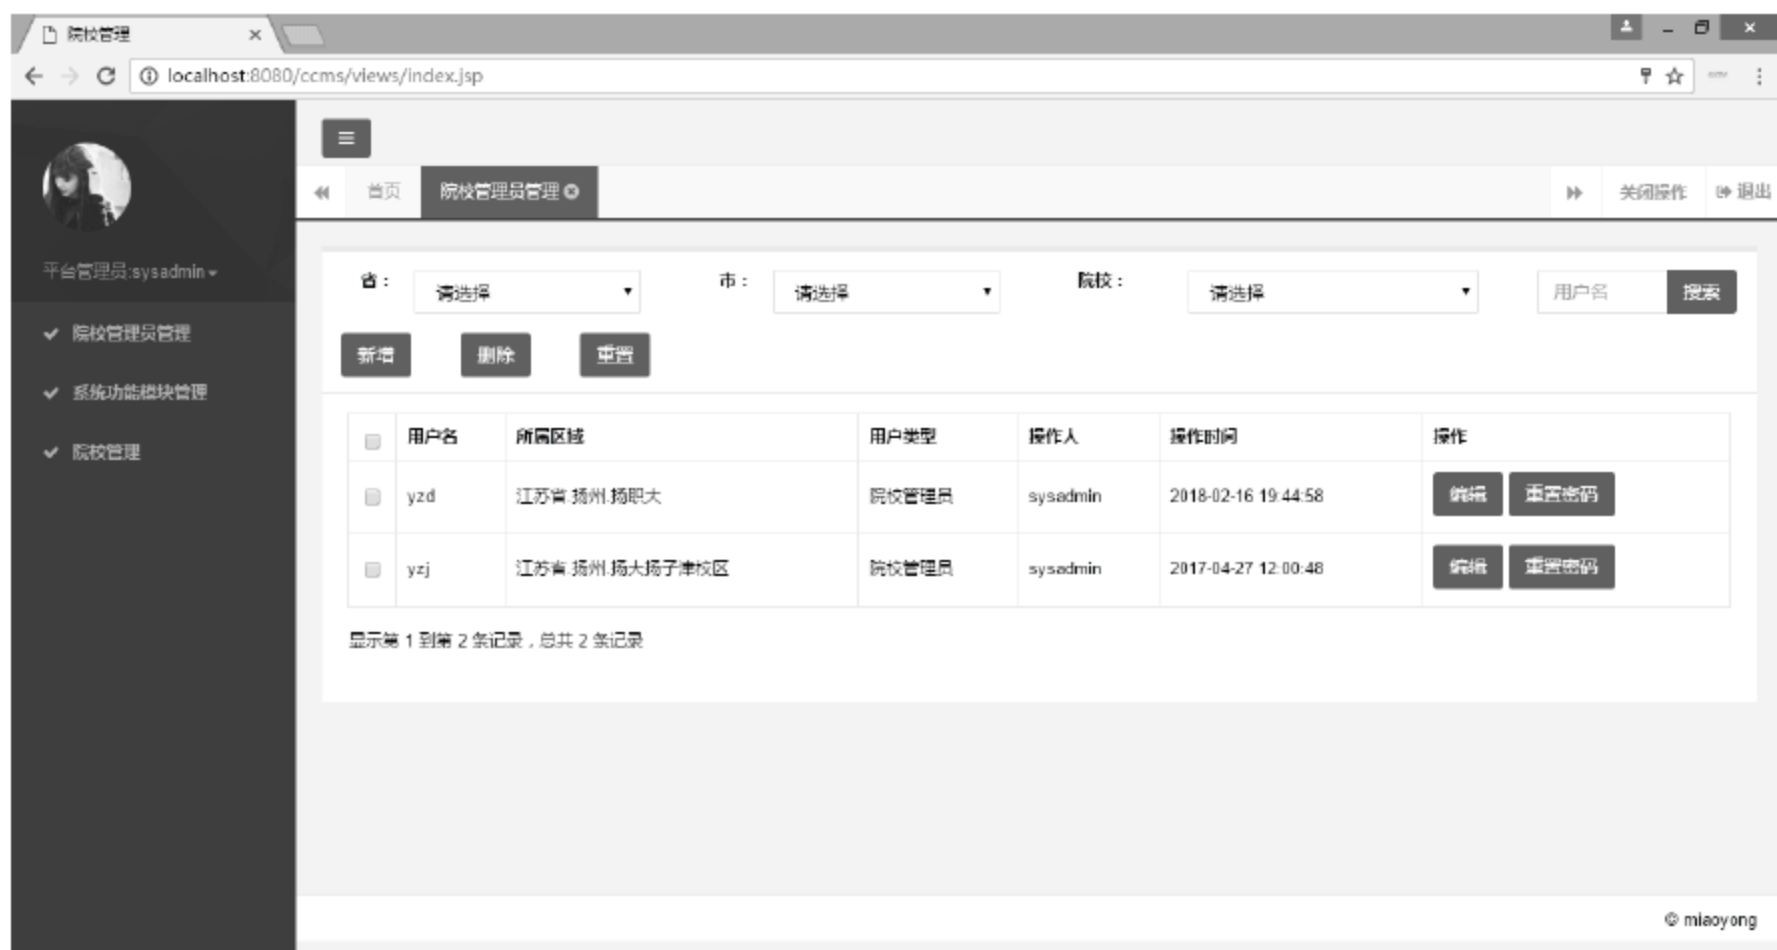 院校管理
localhost:8080/ccms/views/index.jsp
首页 院校管理员管理 关闭操作 退出
平台管理员:sysadmin
院校管理员管理
系统功能模块管理
院校管理
省： 请选择 市： 请选择 院校： 请选择 用户名 搜索
新增 删除 重置
用户名 所属区域 用户类型 操作人 操作时间 操作
yzd 江苏省.扬州.扬职大 院校管理员 sysadmin 2018-02-16 19:44:58 编辑 重置密码
yzj 江苏省.扬州.扬大扬子津校区 院校管理员 sysadmin 2017-04-27 12:00:48 编辑 重置密码
显示第 1 到第 2 条记录，总共 2 条记录
© miaoyong